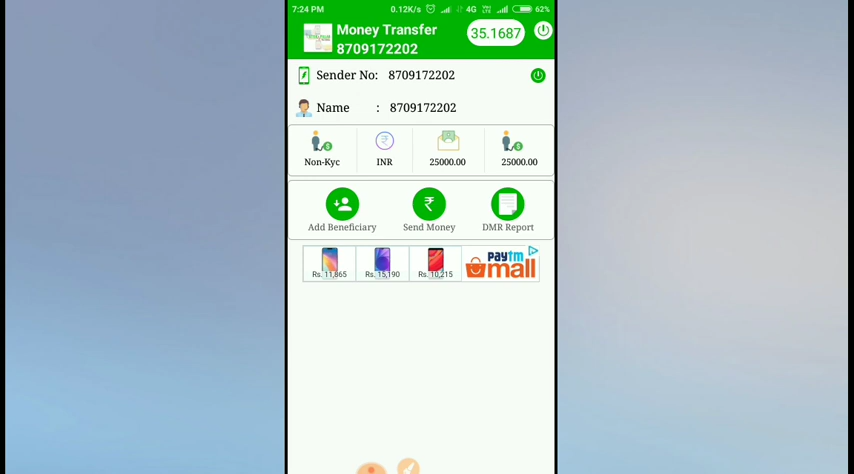 7:24 PM 0.12K/s 4G 62%
Money Transfer
8709172202
35.1687
Sender No: 8709172202
Name : 8709172202
Non-Kyc INR 25000.00 25000.00
Add Beneficiary Send Money DMR Report
Rs. 11,865 Rs. 15,190 Rs. 10,215
paytm
mall